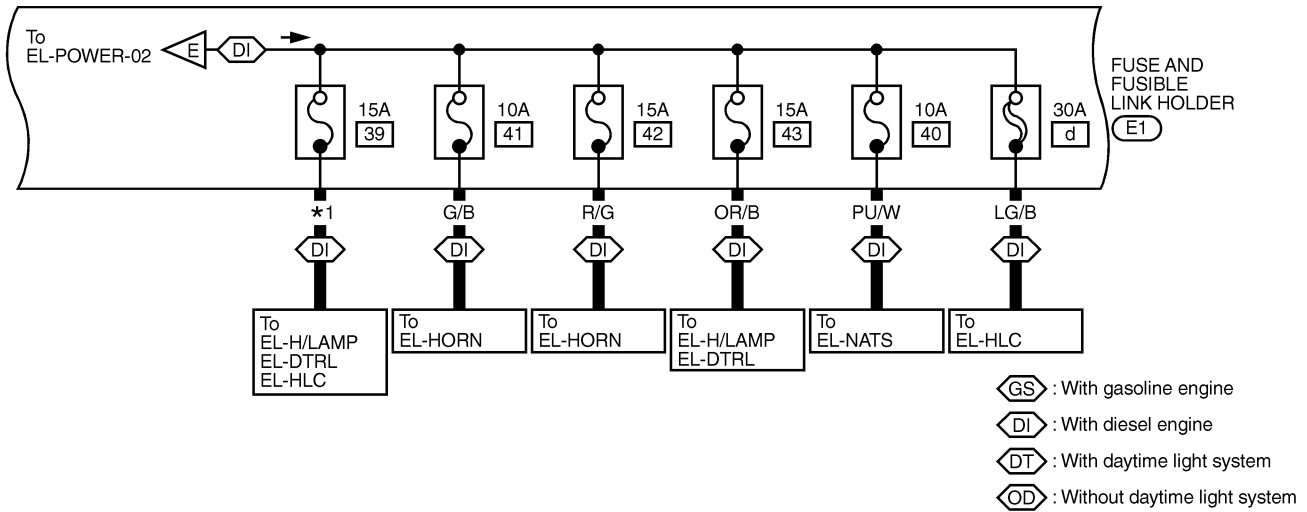 To
EL-POWER-02
E
DI
FUSE AND
FUSIBLE
LINK HOLDER
E1
15A
39
10A
41
15A
42
15A
43
10A
40
30A
d
*1
G/B
R/G
OR/B
PU/W
LG/B
DI
DI
DI
DI
DI
DI
To
EL-H/LAMP
EL-DTRL
EL-HLC
To
EL-HORN
To
EL-HORN
To
EL-H/LAMP
EL-DTRL
To
EL-NATS
To
EL-HLC
GS : With gasoline engine
DI : With diesel engine
DT : With daytime light system
OD : Without daytime light system